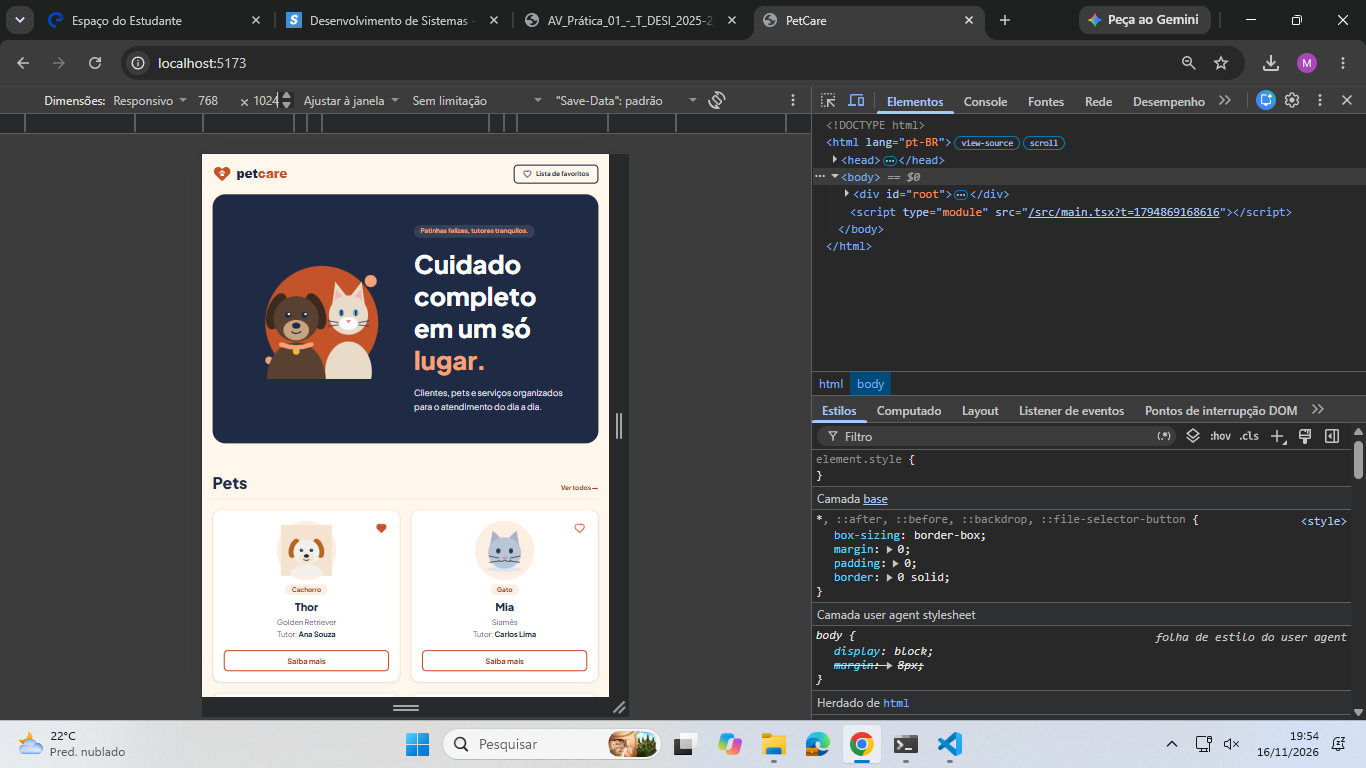 Espaço do Estudante
Desenvolvimento de Sistemas -
AV_Prática_01_-_T_DESI_2025-2
PetCare
Peça ao Gemini
localhost:5173
M
Dimensões: Responsivo 768 × 1024 Ajustar à janela Sem limitação "Save-Data": padrão
Elementos Console Fontes Rede Desempenho
<!DOCTYPE html>
<html lang="pt-BR"> view-source scroll
<head> ··· </head>
··· <body> == $0
<div id="root"> ··· </div>
<script type="module" src="/src/main.tsx?t=1794869168616"></script>
</body>
</html>
html body
Estilos Computado Layout Listener de eventos Pontos de interrupção DOM
Filtro :hov .cls
element.style {
}
Camada base
*, ::after, ::before, ::backdrop, ::file-selector-button { <style>
box-sizing: border-box;
margin: 0;
padding: 0;
border: 0 solid;
}
Camada user agent stylesheet
body { folha de estilo do user agent
display: block;
margin: 8px;
}
Herdado de html
petcare
Lista de favoritos
Patinhas felizes, tutores tranquilos.
Cuidado
completo
em um só
lugar.
Clientes, pets e serviços organizados
para o atendimento do dia a dia.
Pets
Ver todos→
Cachorro
Thor
Golden Retriever
Tutor: Ana Souza
Saiba mais
Gato
Mia
Siamês
Tutor: Carlos Lima
Saiba mais
22°C
Pred. nublado
Pesquisar
19:54
16/11/2026